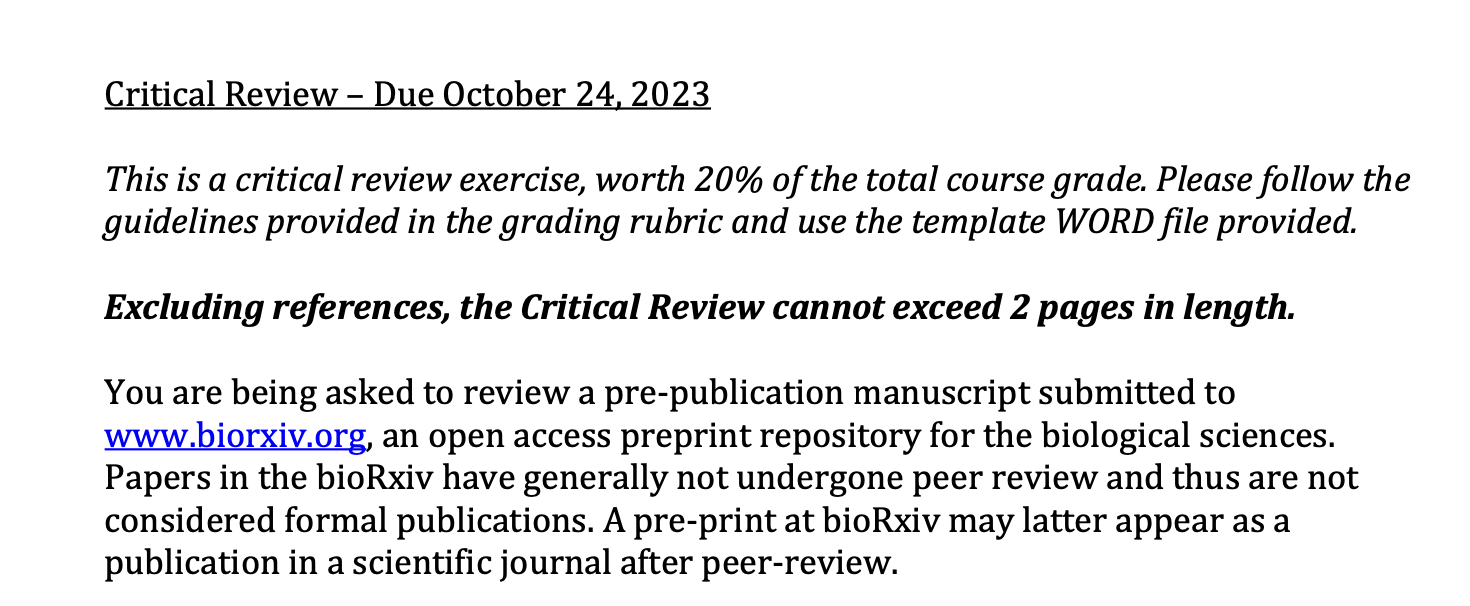 Critical Review – Due October 24, 2023
This is a critical review exercise, worth 20% of the total course grade. Please follow the
guidelines provided in the grading rubric and use the template WORD file provided.
Excluding references, the Critical Review cannot exceed 2 pages in length.
You are being asked to review a pre-publication manuscript submitted to
www.biorxiv.org, an open access preprint repository for the biological sciences.
Papers in the bioRxiv have generally not undergone peer review and thus are not
considered formal publications. A pre-print at bioRxiv may latter appear as a
publication in a scientific journal after peer-review.